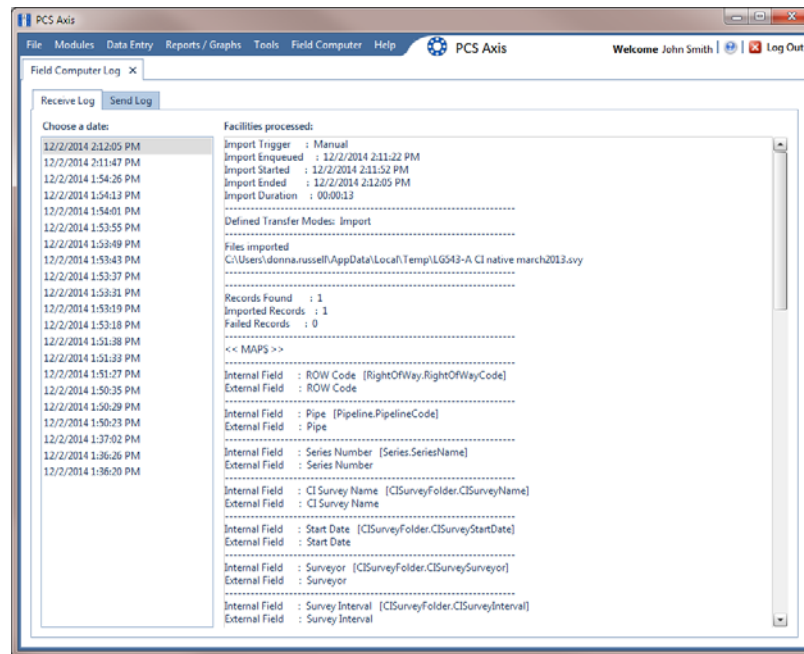 PCS Axis
File Modules Data Entry Reports / Graphs Tools Field Computer Help PCS Axis Welcome John Smith | | Log Out
Field Computer Log X
Receive Log Send Log
Choose a date:
12/2/2014 2:12:05 PM
12/2/2014 2:11:47 PM
12/2/2014 1:54:26 PM
12/2/2014 1:54:13 PM
12/2/2014 1:54:01 PM
12/2/2014 1:53:55 PM
12/2/2014 1:53:49 PM
12/2/2014 1:53:43 PM
12/2/2014 1:53:37 PM
12/2/2014 1:53:31 PM
12/2/2014 1:53:19 PM
12/2/2014 1:53:18 PM
12/2/2014 1:51:38 PM
12/2/2014 1:51:33 PM
12/2/2014 1:51:27 PM
12/2/2014 1:50:35 PM
12/2/2014 1:50:29 PM
12/2/2014 1:50:23 PM
12/2/2014 1:37:02 PM
12/2/2014 1:36:26 PM
12/2/2014 1:36:20 PM
Facilities processed:
Import Trigger : Manual
Import Enqueued : 12/2/2014 2:11:22 PM
Import Started : 12/2/2014 2:11:52 PM
Import Ended : 12/2/2014 2:12:05 PM
Import Duration : 00:00:13
Defined Transfer Modes: Import
Files imported
C:\Users\donna.russell\AppData\Local\Temp\LG543-A CI native march2013.svy
Records Found : 1
Imported Records : 1
Failed Records : 0
<< MAPS >>
Internal Field : ROW Code [RightOfWay.RightOfWayCode]
External Field : ROW Code
Internal Field : Pipe [Pipeline.PipelineCode]
External Field : Pipe
Internal Field : Series Number [Series.SeriesName]
External Field : Series Number
Internal Field : CI Survey Name [CISurveyFolder.CISurveyName]
External Field : CI Survey Name
Internal Field : Start Date [CISurveyFolder.CISurveyStartDate]
External Field : Start Date
Internal Field : Surveyor [CISurveyFolder.CISurveySurveyor]
External Field : Surveyor
Internal Field : Survey Interval [CISurveyFolder.CISurveyInterval]
External Field : Survey Interval